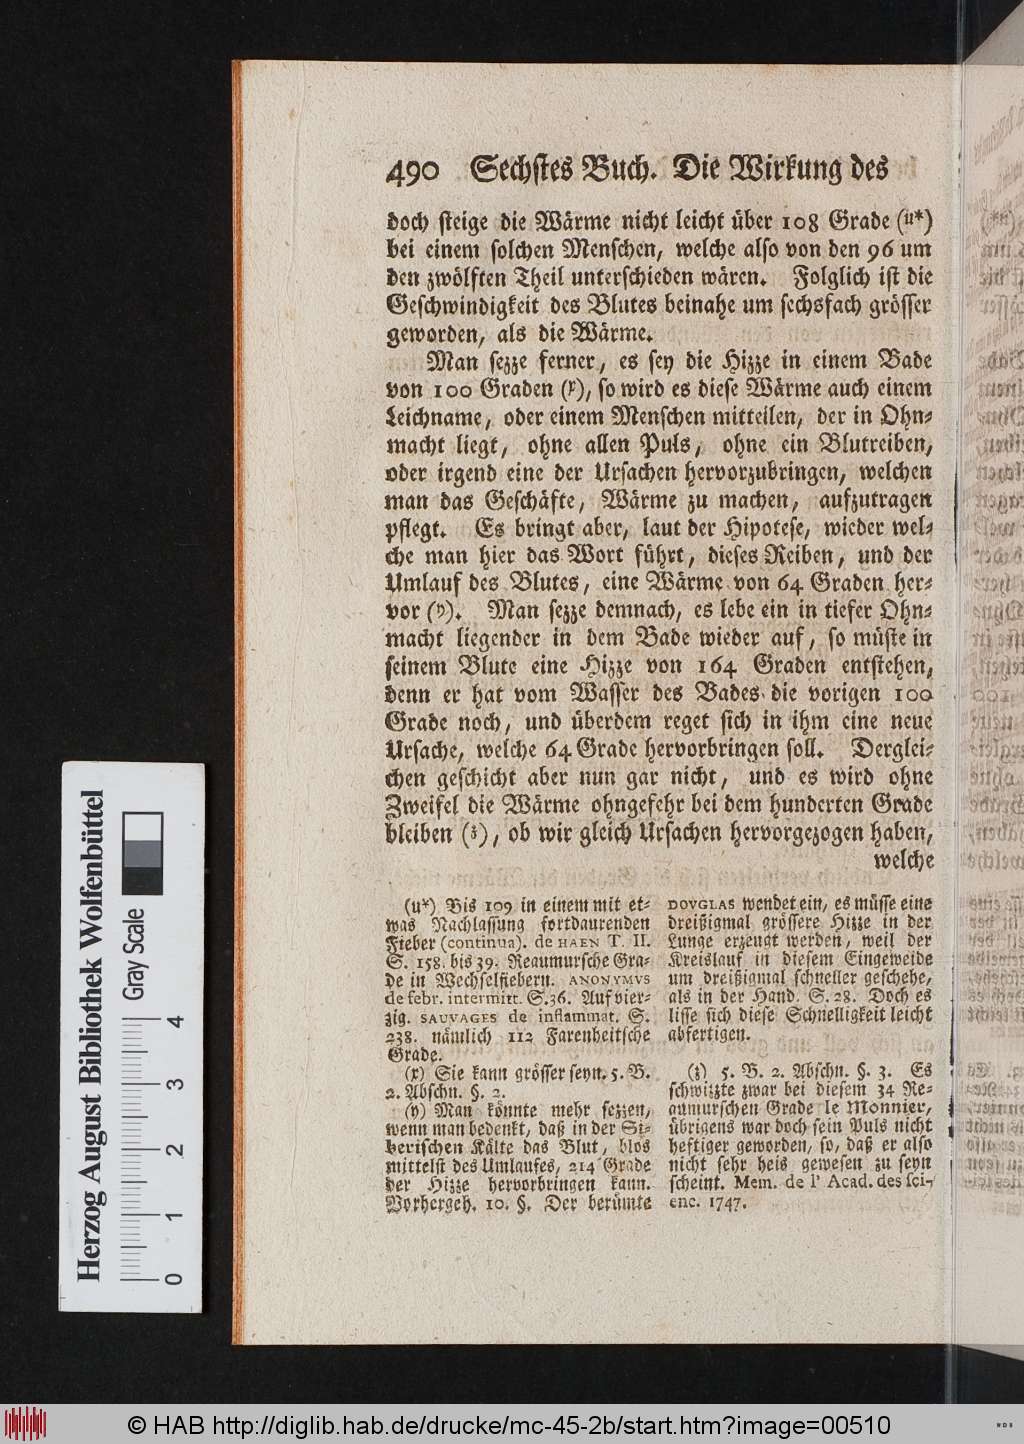 490 Sechstes Buch. Die Wirkung des
doch steige die Wärme nicht leicht über 108 Grade (u*)
bei einem solchen Menschen, welche also von den 96 um
den zwölften Theil unterschieden wären. Folglich ist die
Geschwindigkeit des Blutes beinahe um sechsfach grösser
geworden, als die Wärme.
Man sezze ferner, es sey die Hizze in einem Bade
von 100 Graden (x), so wird es diese Wärme auch einem
Leichname, oder einem Menschen mitteilen, der in Ohn-
macht liegt, ohne allen Puls, ohne ein Blutreiben,
oder irgend eine der Ursachen hervorzubringen, welchen
man das Geschäfte, Wärme zu machen, aufzutragen
pflegt. Es bringt aber, laut der Hipotese, wieder wel-
che man hier das Wort führt, dieses Reiben, und der
Umlauf des Blutes, eine Wärme von 64 Graden her-
vor (y). Man sezze demnach, es lebe ein in tiefer Ohn-
macht liegender in dem Bade wieder auf, so müste in
seinem Blute eine Hizze von 164 Graden entstehen,
denn er hat vom Wasser des Bades die vorigen 100
Grade noch, und überdem reget sich in ihm eine neue
Ursache, welche 64 Grade hervorbringen soll. Derglei-
chen geschicht aber nun gar nicht, und es wird ohne
Zweifel die Wärme ohngefehr bei dem hunderten Grade
bleiben (z), ob wir gleich Ursachen hervorgezogen haben,
welche
(u*) Bis 109 in einem mit et-
was Nachlassung fortdaurenden
Fieber (continua). de HAEN T. II.
S. 158. bis 39. Reaumursche Gra-
de in Wechselfiebern. ANONYMVS
de febr. intermitt. S. 36. Auf vier-
zig. SAUVAGES de inflammat. S.
238. nämlich 112 Farenheitsche
Grade.
(x) Sie kann grösser seyn. 5. B.
2. Abschn. §. 2.
(y) Man könnte mehr sezzen,
wenn man bedenkt, daß in der Si-
berischen Kälte das Blut, blos
mittelst des Umlaufes, 214 Grade
der Hizze hervorbringen kann.
Vorhergeh. 10. §. Der berümte
DOVGLAS wendet ein, es müsse eine
dreißigmal grössere Hizze in der
Lunge erzeugt werden, weil der
Kreislauf in diesem Eingeweide
um dreißigmal schneller geschehe,
als in der Hand. S. 28. Doch es
lisse sich diese Schnelligkeit leicht
abfertigen.
(z) 5. B. 2. Abschn. §. 3. Es
schwizzte zwar bei diesem 34 Re-
aumurschen Grade le Monnier,
übrigens war doch sein Puls nicht
heftiger geworden, so, daß er also
nicht sehr heis gewesen zu seyn
scheint. Mem. de l' Acad. des sci-
enc. 1747.
Herzog August Bibliothek Wolfenbüttel
Gray Scale
0 1 2 3 4
© HAB http://diglib.hab.de/drucke/mc-45-2b/start.htm?image=00510